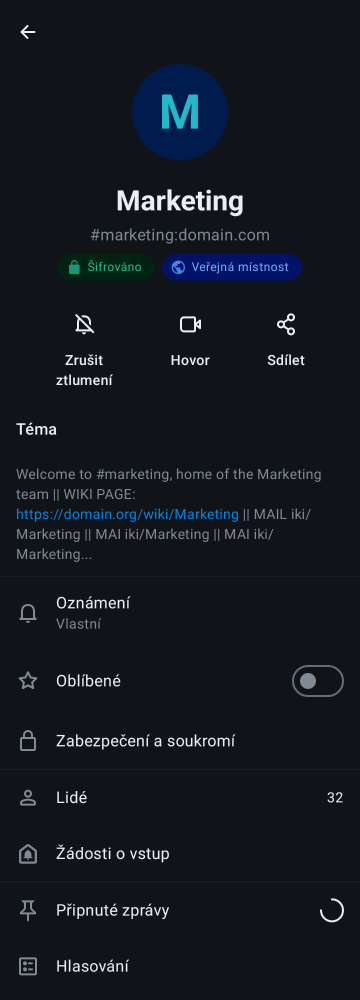 M
Marketing
#marketing:domain.com
Šifrováno
Veřejná místnost
Zrušit
ztlumení
Hovor
Sdílet
Téma
Welcome to #marketing, home of the Marketing
team || WIKI PAGE:
https://domain.org/wiki/Marketing || MAIL iki/
Marketing || MAI iki/Marketing || MAI iki/
Marketing...
Oznámení
Vlastní
Oblíbené
Zabezpečení a soukromí
Lidé
32
Žádosti o vstup
Připnuté zprávy
Hlasování